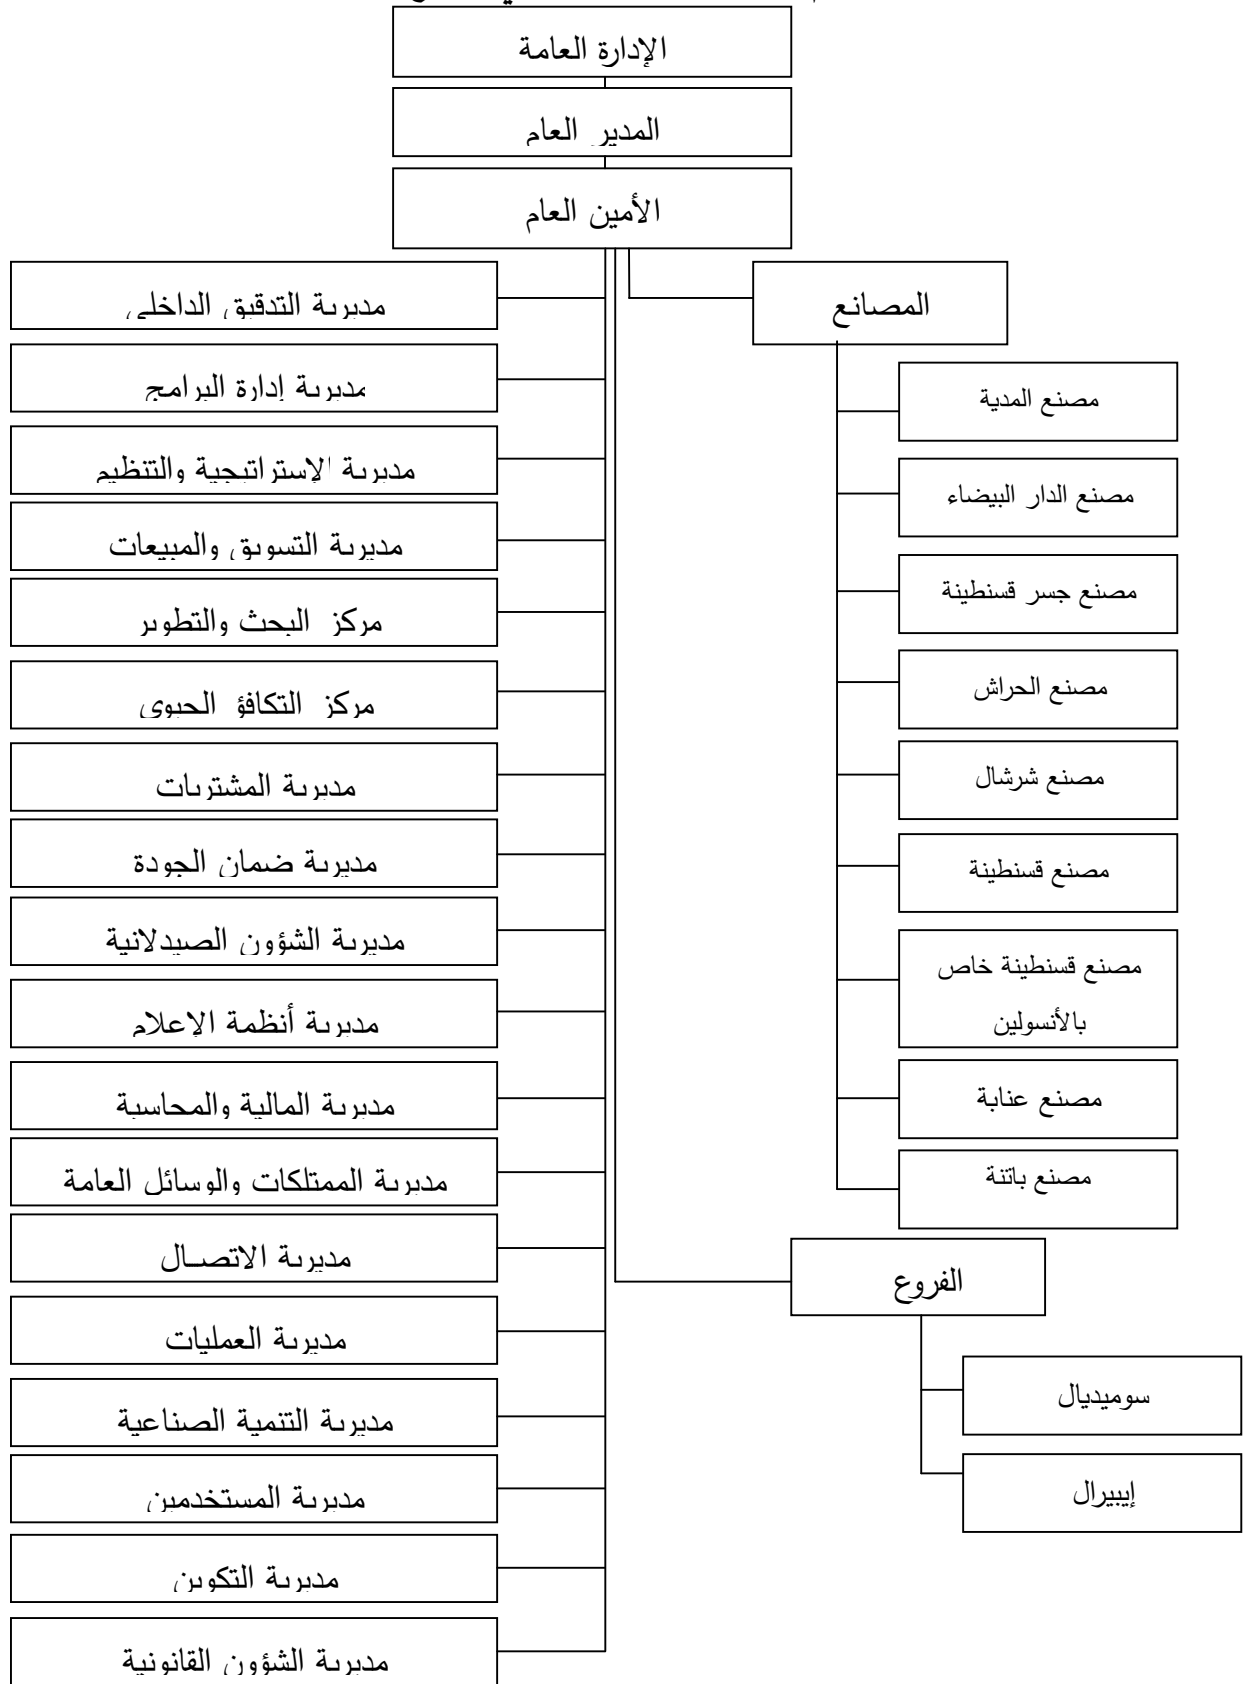 الإدارة العامة
المدير العام
الأمين العام
المصانع
مصنع المدية
مصنع الدار البيضاء
مصنع جسر قسنطينة
مصنع الحراش
مصنع شرشال
مصنع قسنطينة
مصنع قسنطينة خاص
بالأنسولين
مصنع عنابة
مصنع باتنة
الفروع
سوميديال
إيبيرال
مديرية التدقيق الداخلي
مديرية إدارة البرامج
مديرية الإستراتيجية والتنظيم
مديرية التسويق والمبيعات
مركز البحث والتطوير
مركز التكافؤ الحيوي
مديرية المشتريات
مديرية ضمان الجودة
مديرية الشؤون الصيدلانية
مديرية أنظمة الإعلام
مديرية المالية والمحاسبة
مديرية الممتلكات والوسائل العامة
مديرية الاتصال
مديرية العمليات
مديرية التنمية الصناعية
مديرية المستخدمين
مديرية التكوين
مديرية الشؤون القانونية